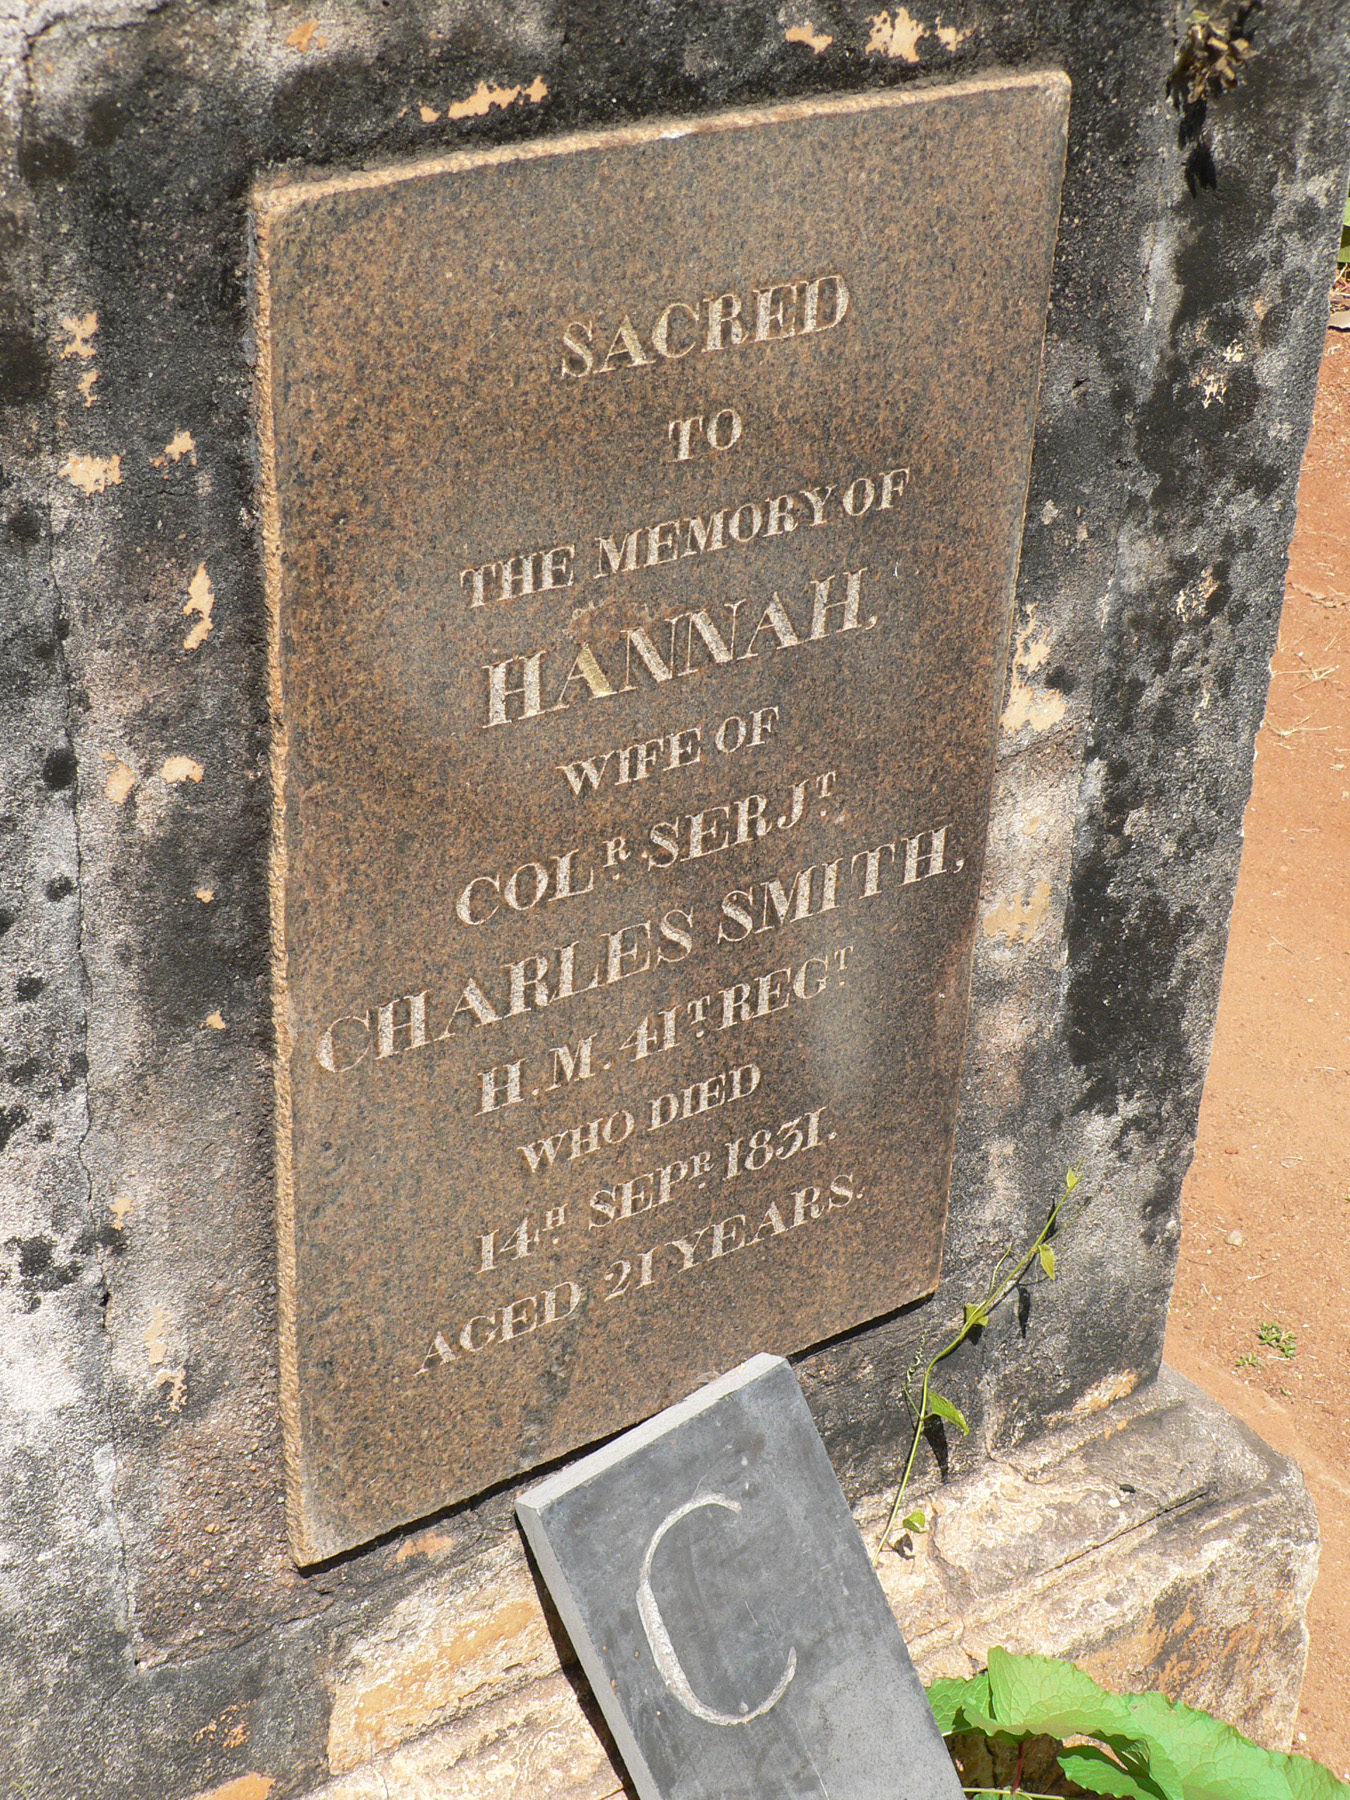 SACRED
TO
THE MEMORY OF
HANNAH,
WIFE OF
COLR. SERJT.
CHARLES SMITH,
H.M. 41T. REGT.
WHO DIED
14H. SEPR. 1831.
AGED 21 YEARS.
C